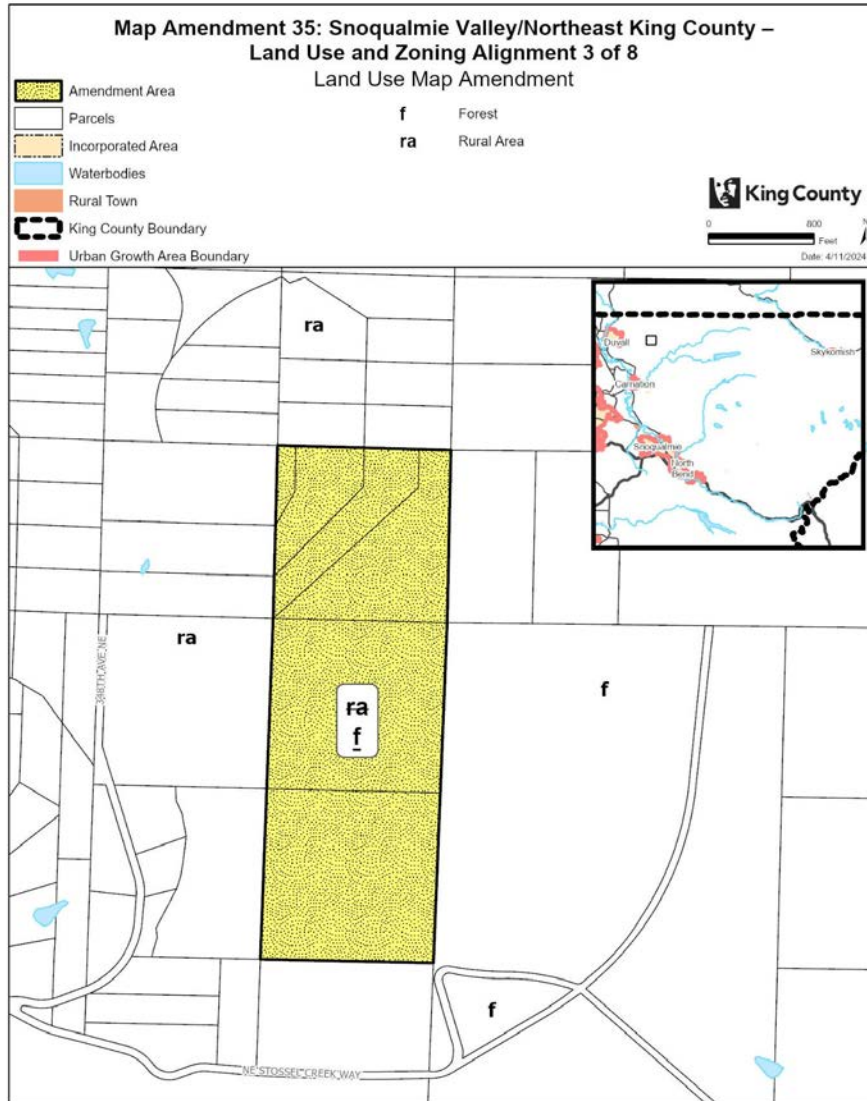 Map Amendment 35: Snoqualmie Valley/Northeast King County –
Land Use and Zoning Alignment 3 of 8
Land Use Map Amendment
Amendment Area
Parcels
Incorporated Area
Waterbodies
Rural Town
King County Boundary
Urban Growth Area Boundary
f Forest
ra Rural Area
King County
0 800
Feet
N
Date: 4/11/2024
ra
Duvall
Skykomish
Carnation
Snoqualmie
North
Bend
ra
348TH AVE NE
ra
f
f
f
NE STOSSEL CREEK WAY